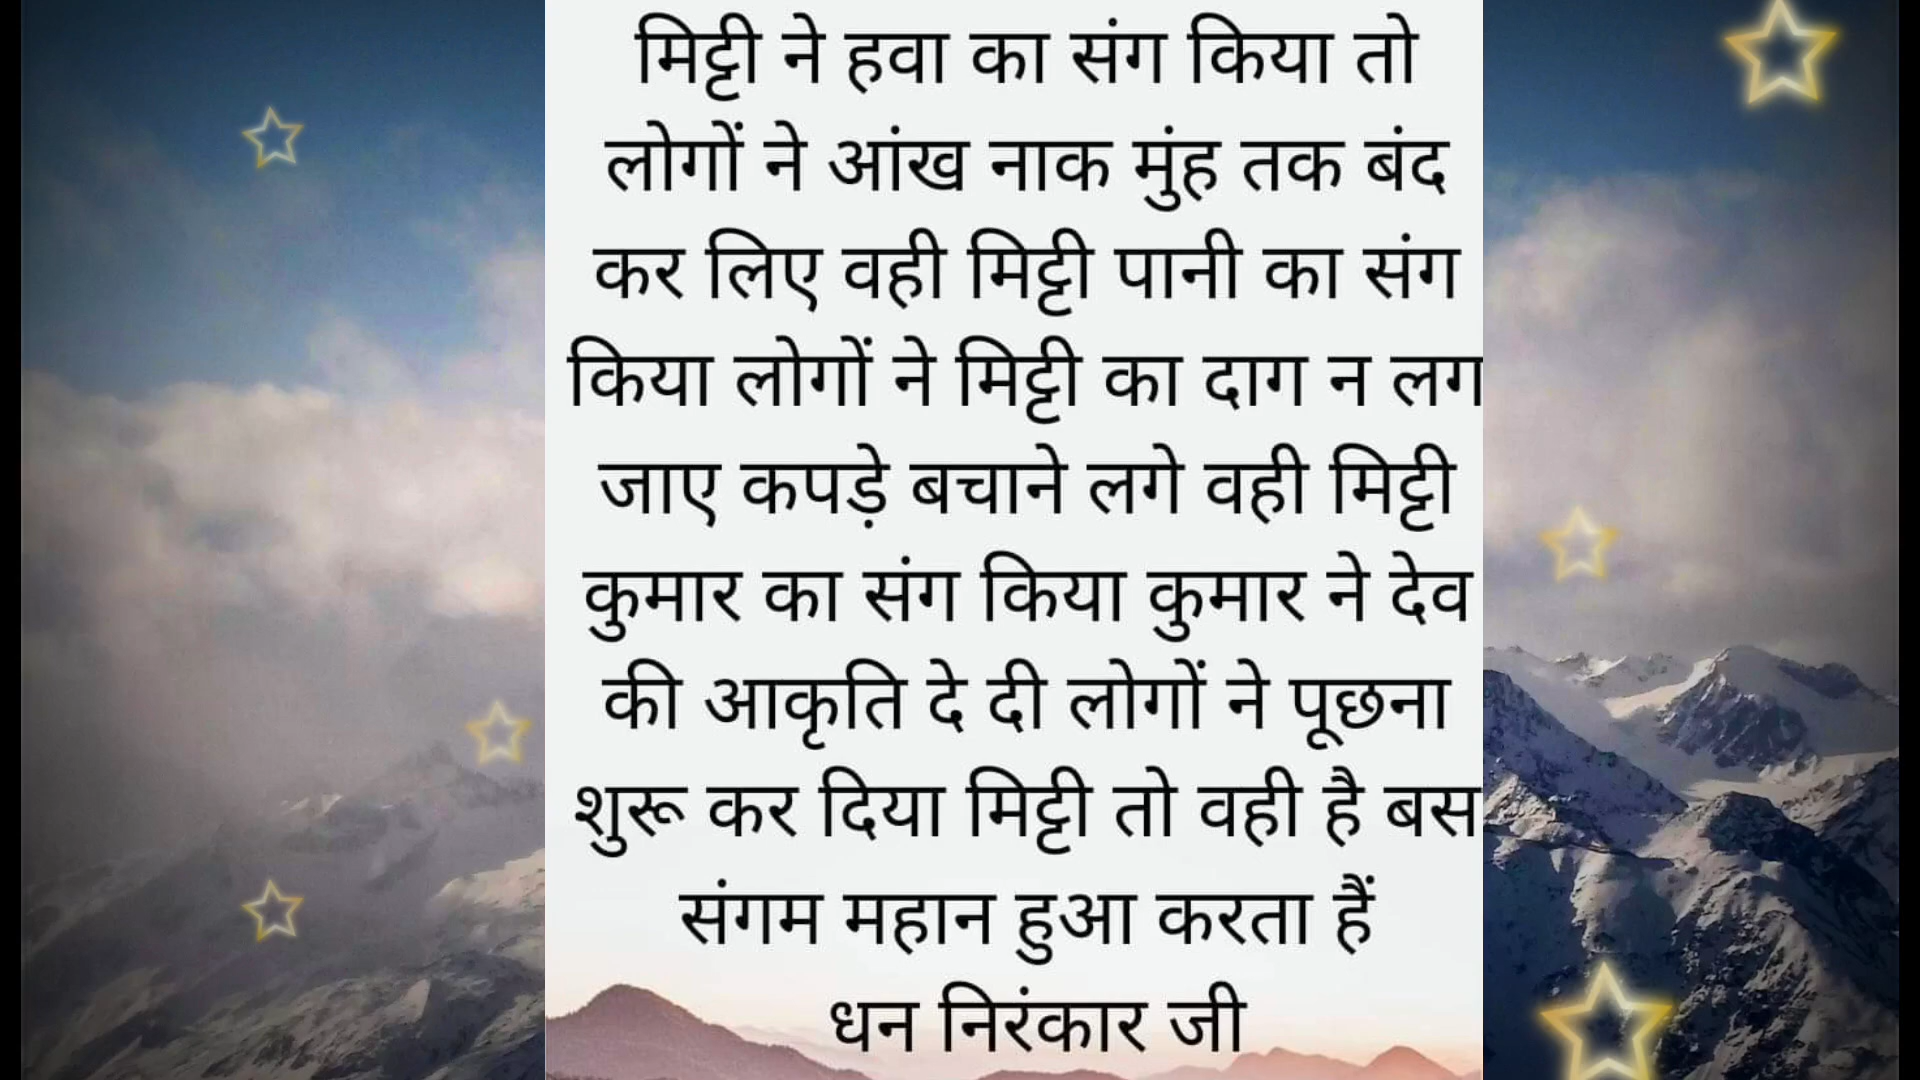 मिट्टी ने हवा का संग किया तो
लोगों ने आंख नाक मुंह तक बंद
कर लिए वही मिट्टी पानी का संग
किया लोगों ने मिट्टी का दाग न लग
जाए कपड़े बचाने लगे वही मिट्टी
कुमार का संग किया कुमार ने देव
की आकृति दे दी लोगों ने पूछना
शुरू कर दिया मिट्टी तो वही है बस
संगम महान हुआ करता हैं
धन निरंकार जी